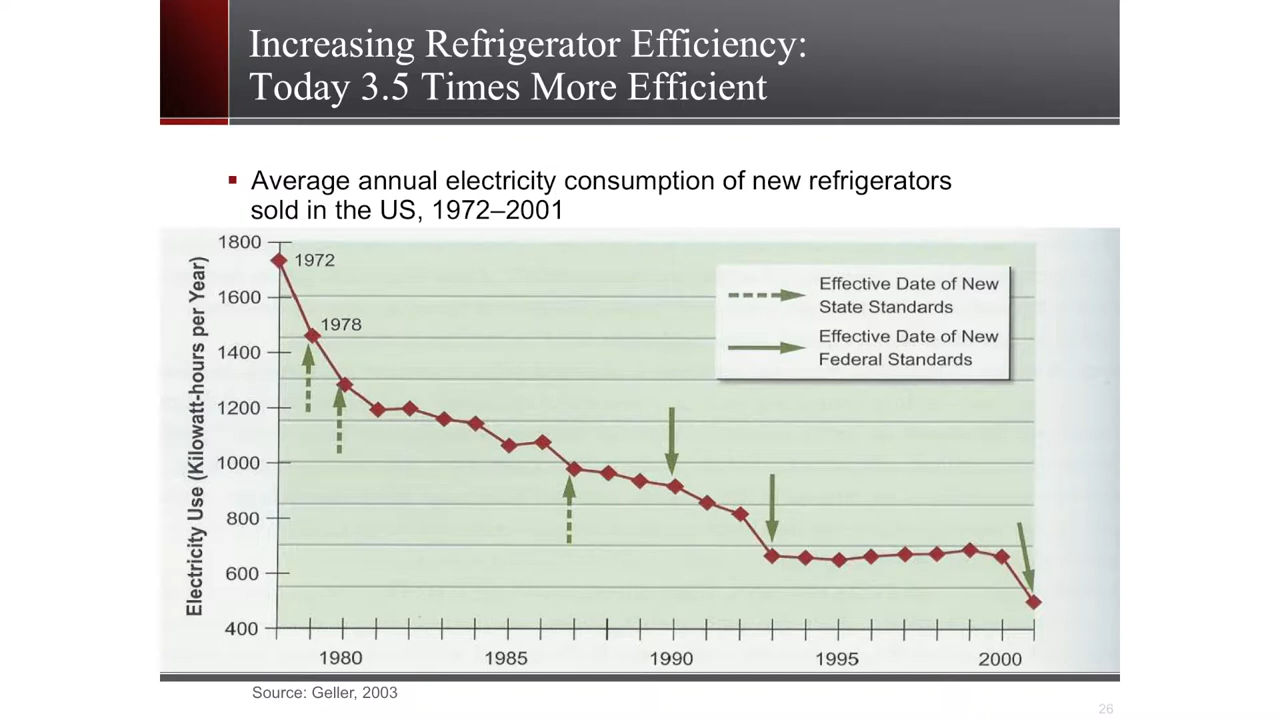 Increasing Refrigerator Efficiency:
Today 3.5 Times More Efficient
Average annual electricity consumption of new refrigerators
sold in the US, 1972–2001
Electricity Use (Kilowatt-hours per Year)
1800
1600
1400
1200
1000
800
600
400
1972
1978
Effective Date of New
State Standards
Effective Date of New
Federal Standards
1980
1985
1990
1995
2000
Source: Geller, 2003
26